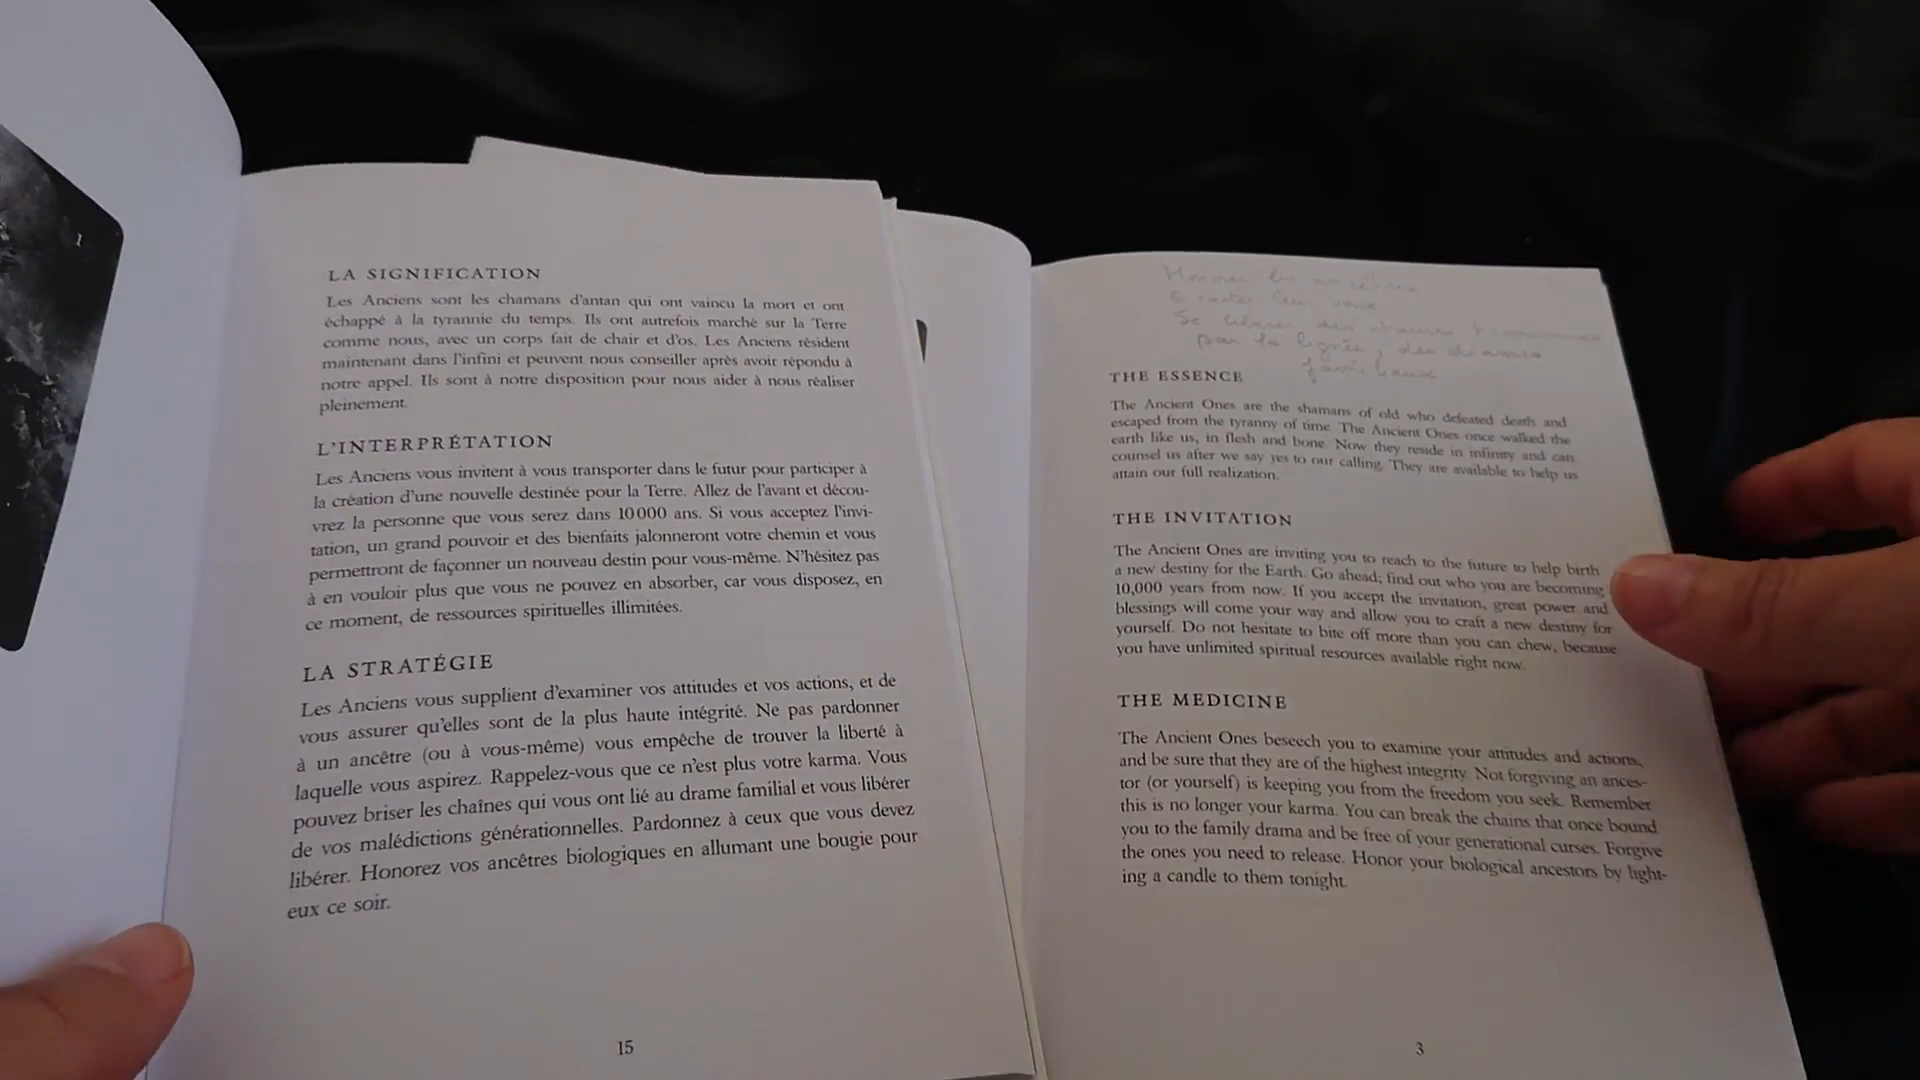 1
LA SIGNIFICATION
Les Anciens sont les chamans d'antan qui ont vaincu la mort et ont
échappé à la tyrannie du temps. Ils ont autrefois marché sur la Terre
comme nous, avec un corps fait de chair et d'os. Les Anciens résident
maintenant dans l'infini et peuvent nous conseiller après avoir répondu à
notre appel. Ils sont à notre disposition pour nous aider à nous réaliser
pleinement.
L'INTERPRÉTATION
Les Anciens vous invitent à vous transporter dans le futur pour participer à
la création d'une nouvelle destinée pour la Terre. Allez de l'avant et décou-
vrez la personne que vous serez dans 10 000 ans. Si vous acceptez l'invi-
tation, un grand pouvoir et des bienfaits jalonneront votre chemin et vous
permettront de façonner un nouveau destin pour vous-même. N'hésitez pas
à en vouloir plus que vous ne pouvez en absorber, car vous disposez, en
ce moment, de ressources spirituelles illimitées.
LA STRATÉGIE
Les Anciens vous supplient d'examiner vos attitudes et vos actions, et de
vous assurer qu'elles sont de la plus haute intégrité. Ne pas pardonner
à un ancêtre (ou à vous-même) vous empêche de trouver la liberté à
laquelle vous aspirez. Rappelez-vous que ce n'est plus votre karma. Vous
pouvez briser les chaînes qui vous ont lié au drame familial et vous libérer
de vos malédictions générationnelles. Pardonnez à ceux que vous devez
libérer. Honorez vos ancêtres biologiques en allumant une bougie pour
eux ce soir.
15
Honorer les ancêtres
Ecouter leur
Se libérer des
par la lignée, des drames
familiaux
THE ESSENCE
The Ancient Ones are the shamans of old who defeated death and
escaped from the tyranny of time. The Ancient Ones once walked the
earth like us, in flesh and bone. Now they reside in infinity and can
counsel us after we say yes to our calling. They are available to help us
attain our full realization.
THE INVITATION
The Ancient Ones are inviting you to reach to the future to help birth
a new destiny for the Earth. Go ahead; find out who you are becoming
10,000 years from now. If you accept the invitation, great power and
blessings will come your way and allow you to craft a new destiny for
yourself. Do not hesitate to bite off more than you can chew, because
you have unlimited spiritual resources available right now.
THE MEDICINE
The Ancient Ones beseech you to examine your attitudes and actions,
and be sure that they are of the highest integrity. Not forgiving an ances-
tor (or yourself) is keeping you from the freedom you seek. Remember
this is no longer your karma. You can break the chains that once bound
you to the family drama and be free of your generational curses. Forgive
the ones you need to release. Honor your biological ancestors by light-
ing a candle to them tonight.
3